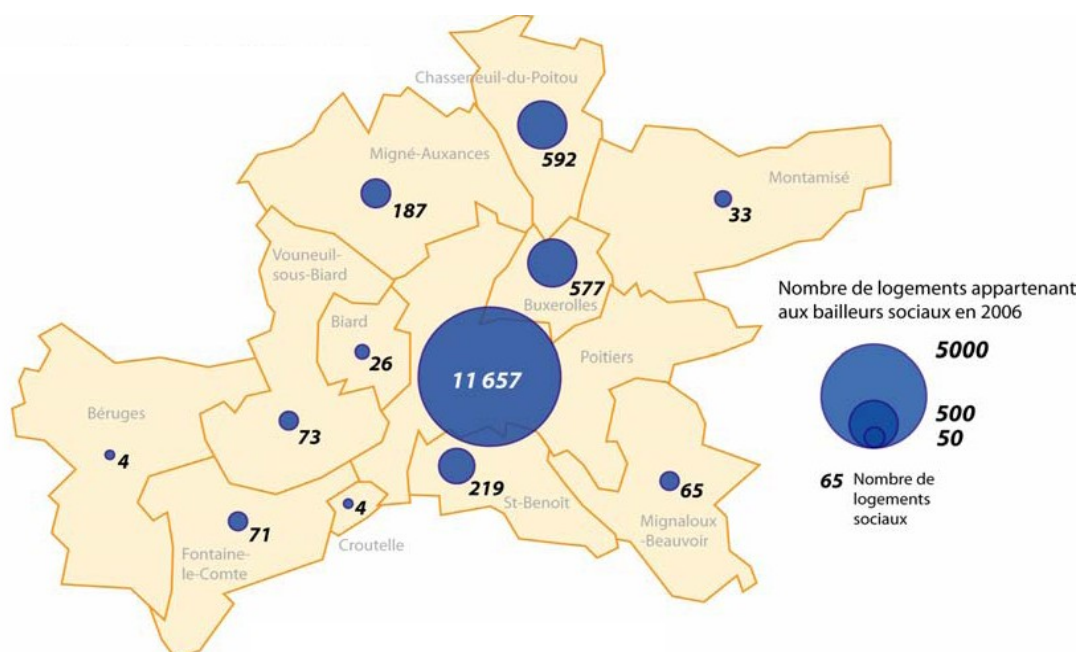 Chasseneuil-du-Poitou
592
Migné-Auxances
187
Montamisé
33
Vouneuil-
sous-Biard
577
Buxerolles
Biard
26
Poitiers
11 657
Béruges
4
73
219
St-Benoît
65
Mignaloux
-Beauvoir
71
Fontaine-
le-Comte
4
Croutelle
Nombre de logements appartenant
aux bailleurs sociaux en 2006
5000
500
50
65 Nombre de
logements
sociaux